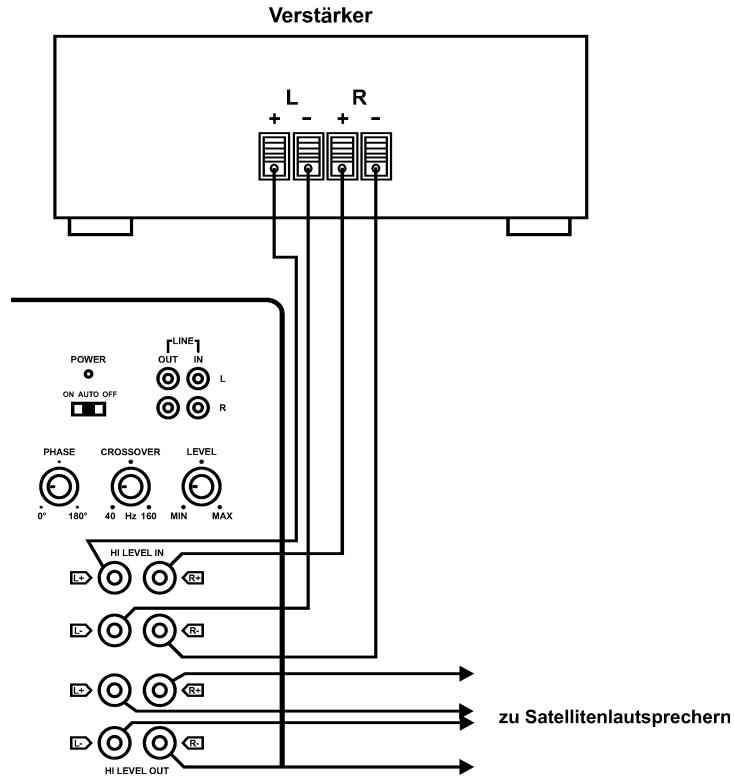 Verstärker
L R
+ - + -
LINE
POWER OUT IN
L
ON AUTO OFF
R
PHASE CROSSOVER LEVEL
0° 180° 40 Hz 160 MIN MAX
HI LEVEL IN
L+ R+
L- R-
L+ R+
zu Satellitenlautsprechern
L- R-
HI LEVEL OUT